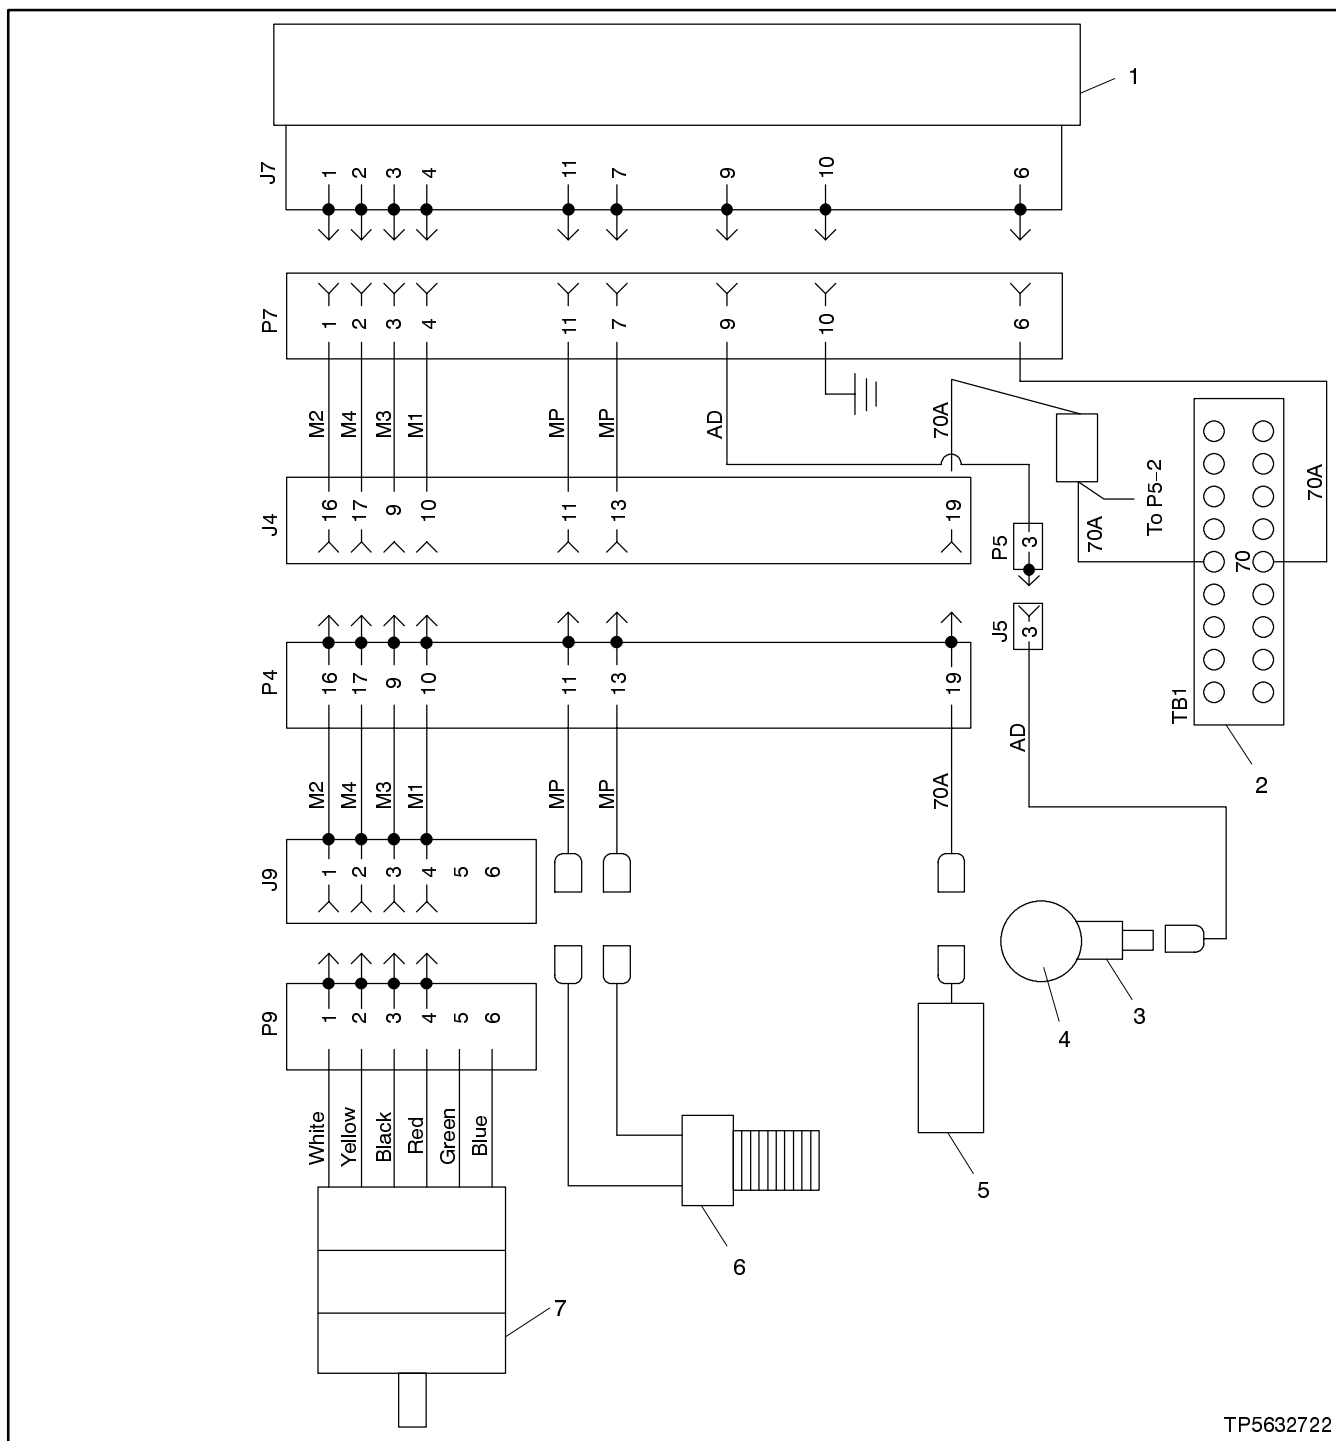 1
J7
1 2 3 4 11 7 9 10 6
P7
1 2 3 4 11 7 9 10 6
M2 M4 M3 M1 MP MP AD 70A
70A
To P5-2
70A
J4
16 17 9 10 11 13 19
P5
3
J5
3
70
TB1
2
P4
16 17 9 10 11 13 19
M2 M4 M3 M1 MP MP 70A
AD
J9
1 2 3 4 5 6
P9
1 2 3 4 5 6
3
4
5
White Yellow Black Red Green Blue
6
7
TP5632722